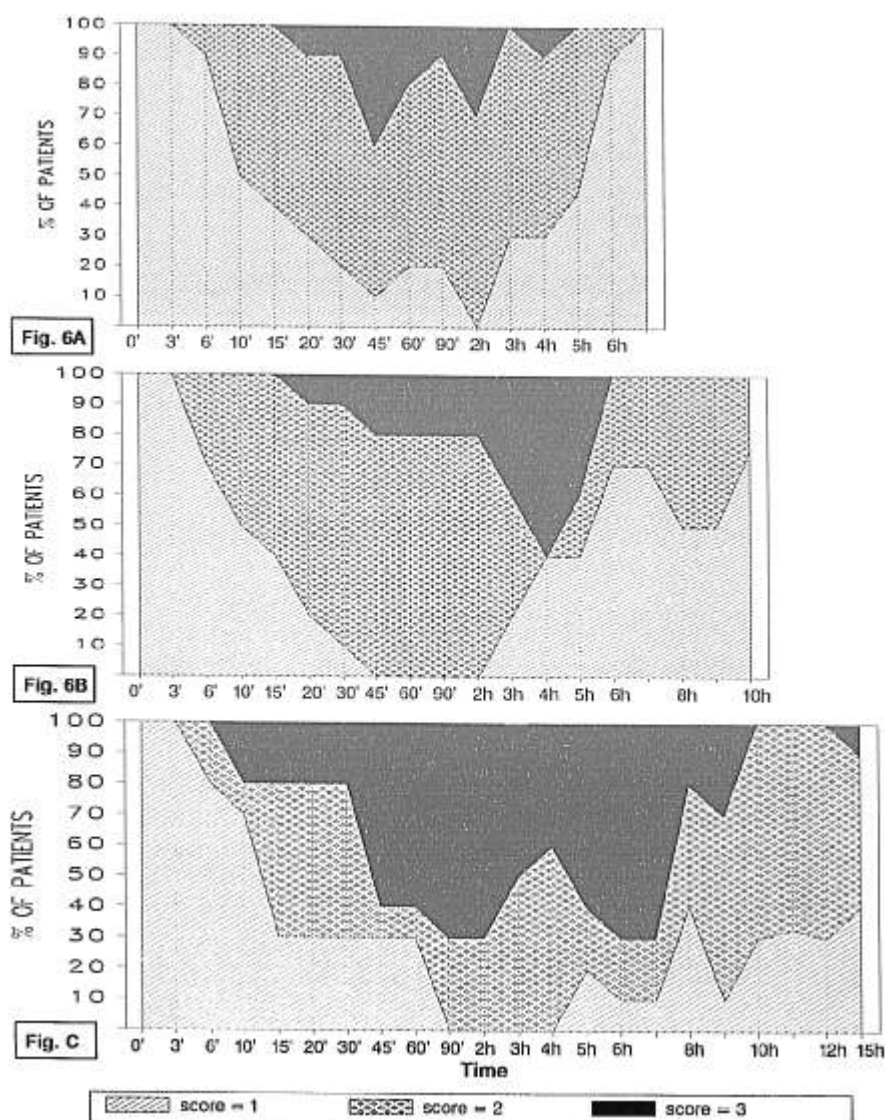 100
90
80
70
60
50
40
30
20
10
% OF PATIENTS
Fig. 6A
0' 3' 6' 10' 15' 20' 30' 45' 60' 90' 2h 3h 4h 5h 6h
100
90
80
70
60
50
40
30
20
10
% OF PATIENTS
Fig. 6B
0' 3' 6' 10' 15' 20' 30' 45' 60' 90' 2h 3h 4h 5h 6h 8h 10h
100
90
80
70
60
50
40
30
20
10
% OF PATIENTS
Fig. C
0' 3' 6' 10' 15' 20' 30' 45' 60' 90' 2h 3h 4h 5h 6h 8h 10h 12h 15h
Time
score = 1 score = 2 score = 3